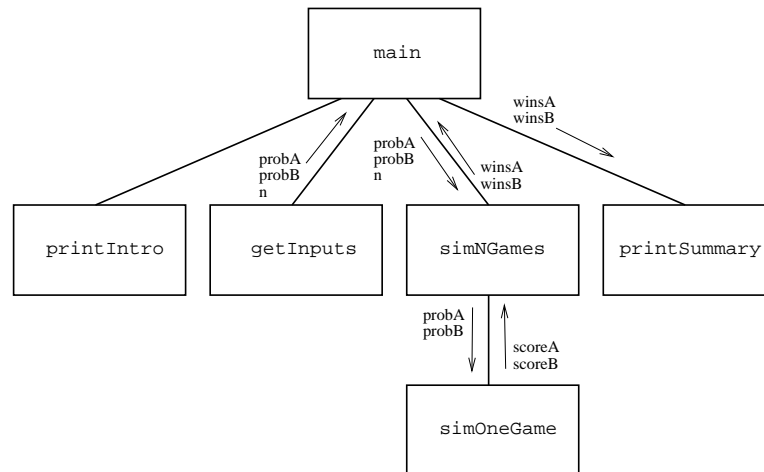 main
winsA
winsB
probA
probB
n
probA
probB
n
winsA
winsB
printIntro
getInputs
simNGames
printSummary
probA
probB
scoreA
scoreB
simOneGame